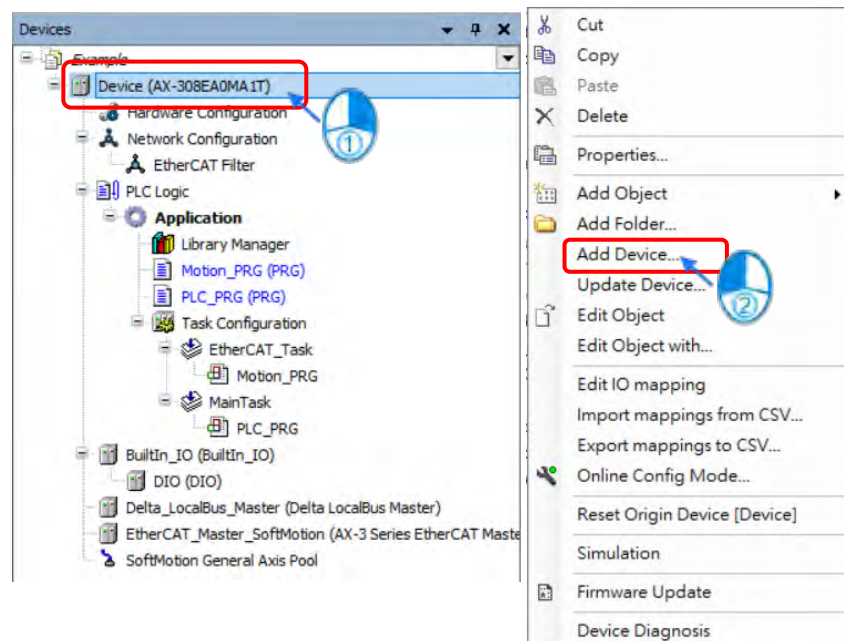 Devices
Example
Device (AX-308EA0MA1T)
Hardware Configuration
Network Configuration
EtherCAT Filter
PLC Logic
Application
Library Manager
Motion_PRG (PRG)
PLC_PRG (PRG)
Task Configuration
EtherCAT_Task
Motion_PRG
MainTask
PLC_PRG
BuiltIn_IO (BuiltIn_IO)
DIO (DIO)
Delta_LocalBus_Master (Delta LocalBus Master)
EtherCAT_Master_SoftMotion (AX-3 Series EtherCAT Maste
SoftMotion General Axis Pool
①
Cut
Copy
Paste
Delete
Properties...
Add Object
Add Folder...
Add Device...
Update Device...
②
Edit Object
Edit Object with...
Edit IO mapping
Import mappings from CSV...
Export mappings to CSV...
Online Config Mode...
Reset Origin Device [Device]
Simulation
Firmware Update
Device Diagnosis